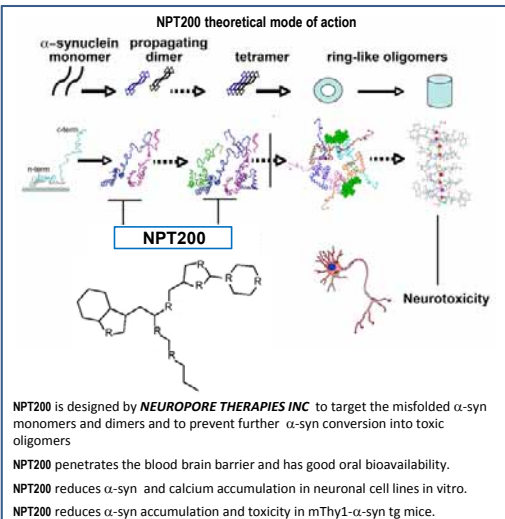 NPT200 theoretical mode of action
α–synuclein monomer
propagating dimer
tetramer
ring-like oligomers
c-term
n-term
NPT200
R
R
R
R
R
R
R
R
Neurotoxicity
NPT200 is designed by NEUROPORE THERAPIES INC to target the misfolded α-syn
monomers and dimers and to prevent further α-syn conversion into toxic
oligomers
NPT200 penetrates the blood brain barrier and has good oral bioavailability.
NPT200 reduces α-syn and calcium accumulation in neuronal cell lines in vitro.
NPT200 reduces α-syn accumulation and toxicity in mThy1-α-syn tg mice.